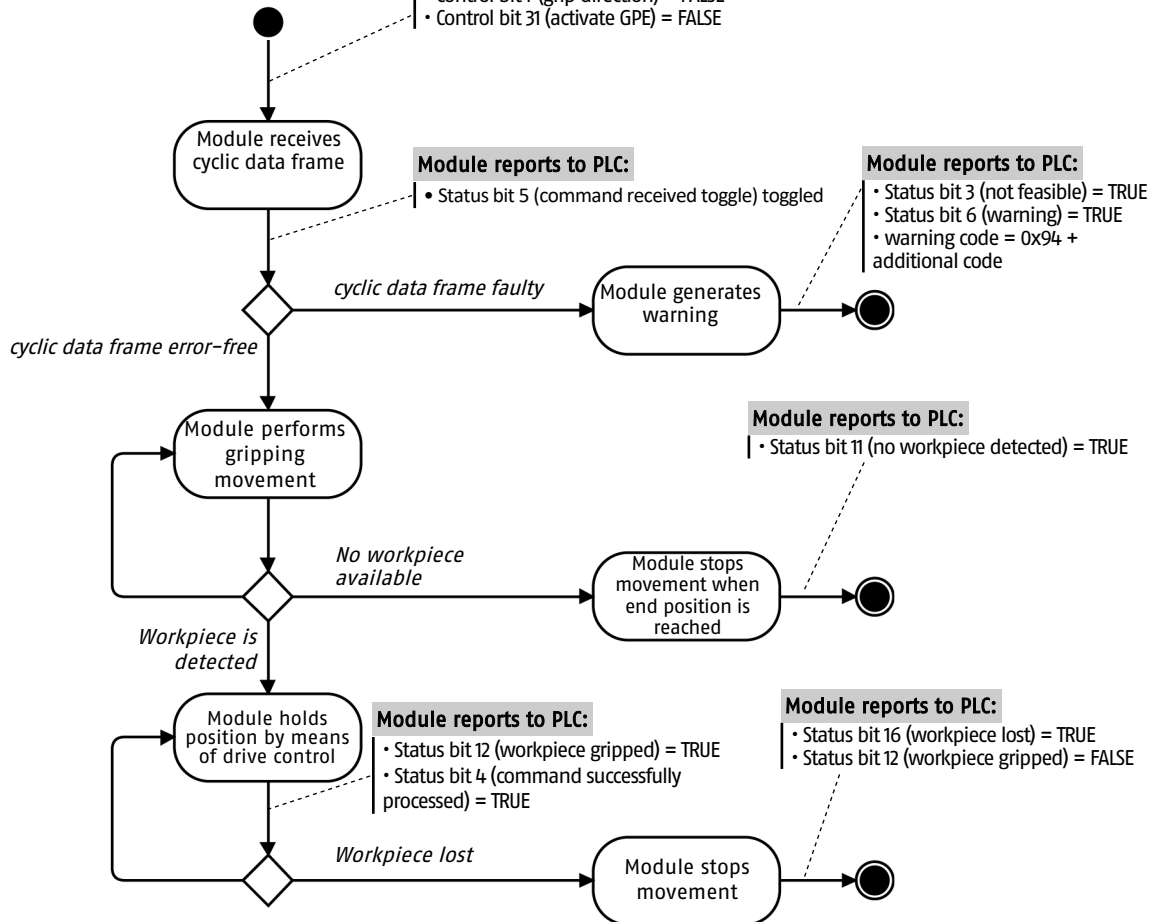 • Control bit 31 (activate GPE) = FALSE
Module receives
cyclic data frame
Module reports to PLC:
• Status bit 5 (command received toggle) toggled
Module reports to PLC:
• Status bit 3 (not feasible) = TRUE
• Status bit 6 (warning) = TRUE
• warning code = 0x94 +
additional code
cyclic data frame faulty
Module generates
warning
cyclic data frame error-free
Module performs
gripping
movement
Module reports to PLC:
• Status bit 11 (no workpiece detected) = TRUE
No workpiece
available
Module stops
movement when
end position is
reached
Workpiece is
detected
Module holds
position by means
of drive control
Module reports to PLC:
• Status bit 12 (workpiece gripped) = TRUE
• Status bit 4 (command successfully
processed) = TRUE
Module reports to PLC:
• Status bit 16 (workpiece lost) = TRUE
• Status bit 12 (workpiece gripped) = FALSE
Workpiece lost
Module stops
movement